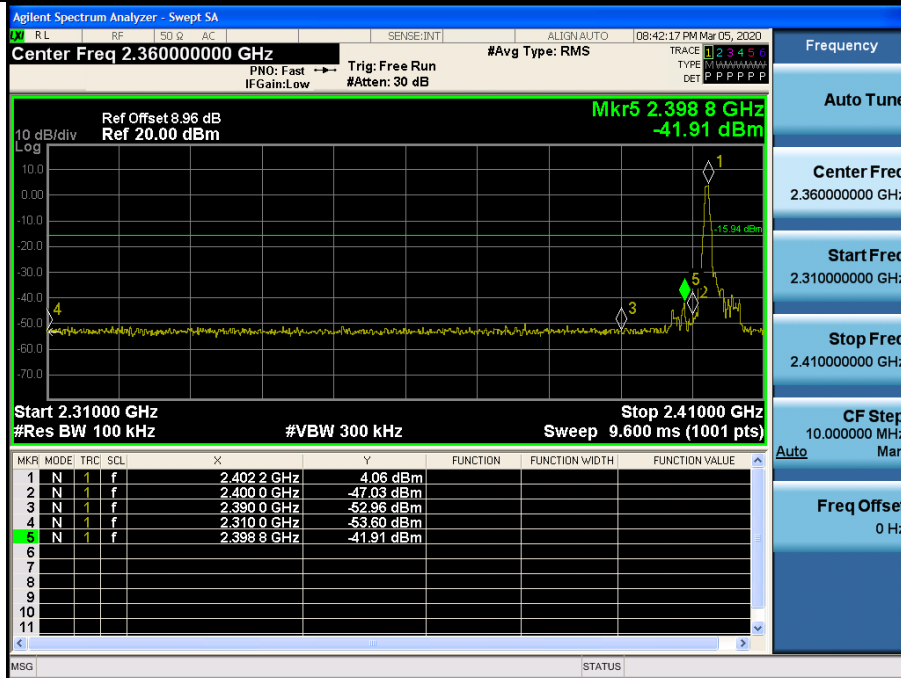 Agilent Spectrum Analyzer - Swept SA
LXI RL RF 50 Ω AC SENSE:INT ALIGN AUTO 08:42:17 PM Mar 05, 2020
Center Freq 2.360000000 GHz
PNO: Fast
IFGain:Low
Trig: Free Run
#Atten: 30 dB
#Avg Type: RMS
TRACE 1 2 3 4 5 6
TYPE M W W W W W
DET P P P P P P
Frequency
Auto Tune
Center Freq
2.360000000 GHz
Start Freq
2.310000000 GHz
Stop Freq
2.410000000 GHz
CF Step
10.000000 MHz
Auto Man
Freq Offset
0 Hz
Mkr5 2.398 8 GHz
-41.91 dBm
Ref Offset 8.96 dB
10 dB/div Ref 20.00 dBm
Log
10.0
0.00
-10.0
-20.0
-30.0
-40.0
-50.0
-60.0
-70.0
1
-15.94 dBm
5
2
3
4
Start 2.31000 GHz Stop 2.41000 GHz
#Res BW 100 kHz #VBW 300 kHz Sweep 9.600 ms (1001 pts)
MKR MODE TRC SCL X Y FUNCTION FUNCTION WIDTH FUNCTION VALUE
1 N 1 f 2.402 2 GHz 4.06 dBm
2 N 1 f 2.400 0 GHz -47.03 dBm
3 N 1 f 2.390 0 GHz -52.96 dBm
4 N 1 f 2.310 0 GHz -53.60 dBm
5 N 1 f 2.398 8 GHz -41.91 dBm
6
7
8
9
10
11
MSG STATUS